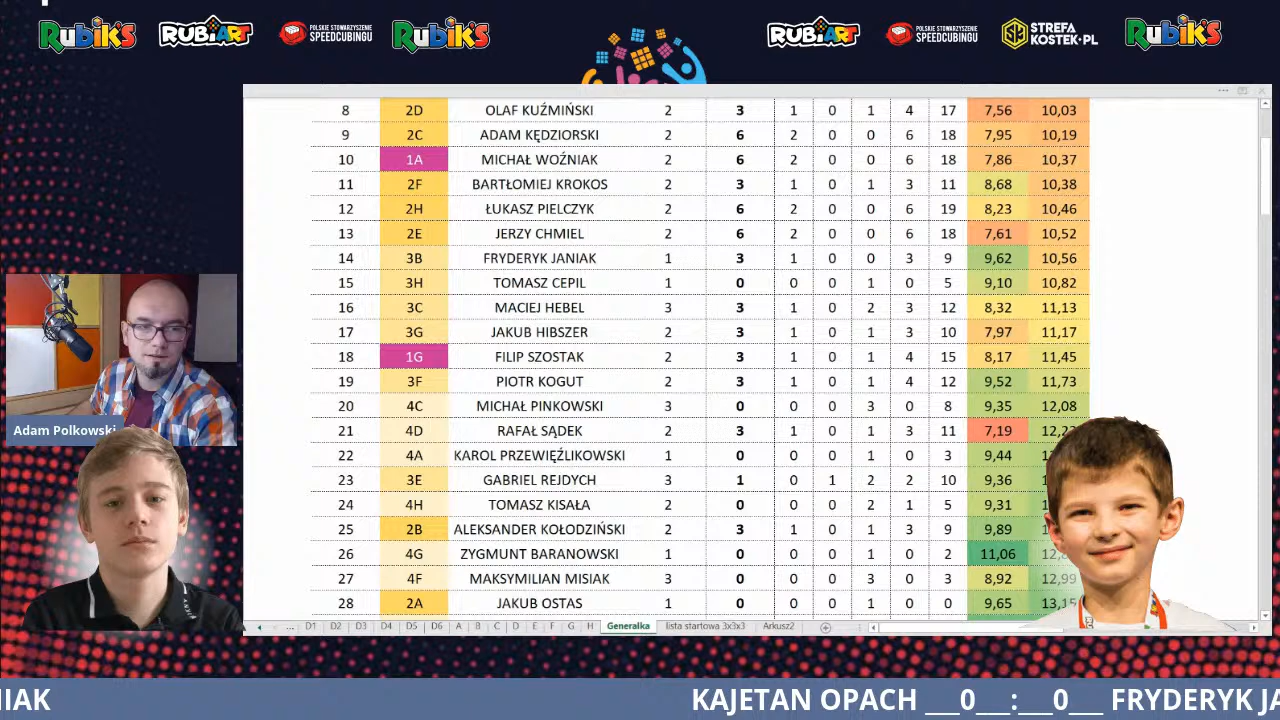 RUBiK'S RUBiART POLSKIE STOWARZYSZENIE SPEEDCUBINGU RUBiK'S RUBiART POLSKIE STOWARZYSZENIE SPEEDCUBINGU SK STREFA KOSTEK.PL RUBiK'S
8 2D OLAF KUŹMIŃSKI 2 3 1 0 1 4 17 7,56 10,03
9 2C ADAM KĘDZIORSKI 2 6 2 0 0 6 18 7,95 10,19
10 1A MICHAŁ WOŹNIAK 2 6 2 0 0 6 18 7,86 10,37
11 2F BARTŁOMIEJ KROKOS 2 3 1 0 1 3 11 8,68 10,38
12 2H ŁUKASZ PIELCZYK 2 6 2 0 0 6 19 8,23 10,46
13 2E JERZY CHMIEL 2 6 2 0 0 6 18 7,61 10,52
14 3B FRYDERYK JANIAK 1 3 1 0 0 3 9 9,62 10,56
15 3H TOMASZ CEPIL 1 0 0 0 1 0 5 9,10 10,82
16 3C MACIEJ HEBEL 3 3 1 0 2 3 12 8,32 11,13
17 3G JAKUB HIBSZER 2 3 1 0 1 3 10 7,97 11,17
18 1G FILIP SZOSTAK 2 3 1 0 1 4 15 8,17 11,45
19 3F PIOTR KOGUT 2 3 1 0 1 4 12 9,52 11,73
20 4C MICHAŁ PINKOWSKI 3 0 0 0 3 0 8 9,35 12,08
21 4D RAFAŁ SĄDEK 2 3 1 0 1 3 11 7,19
22 4A KAROL PRZEWIĘŹLIKOWSKI 1 0 0 0 1 0 3 9,44
23 3E GABRIEL REJDYCH 3 1 0 1 2 2 10 9,36
24 4H TOMASZ KISAŁA 2 0 0 0 2 1 5 9,31
25 2B ALEKSANDER KOŁODZIŃSKI 2 3 1 0 1 3 9 9,89
26 4G ZYGMUNT BARANOWSKI 1 0 0 0 1 0 2 11,06
27 4F MAKSYMILIAN MISIAK 3 0 0 0 3 0 3 8,92 12,99
28 2A JAKUB OSTAS 1 0 0 0 1 0 0 9,65 13,15
Adam Polkowski
... D1 D2 D3 D4 D5 D6 A B C D E F G H Generalka lista startowa 3x3x3 Arkusz2
NIAK KAJETAN OPACH __0__:__0__ FRYDERYK JA